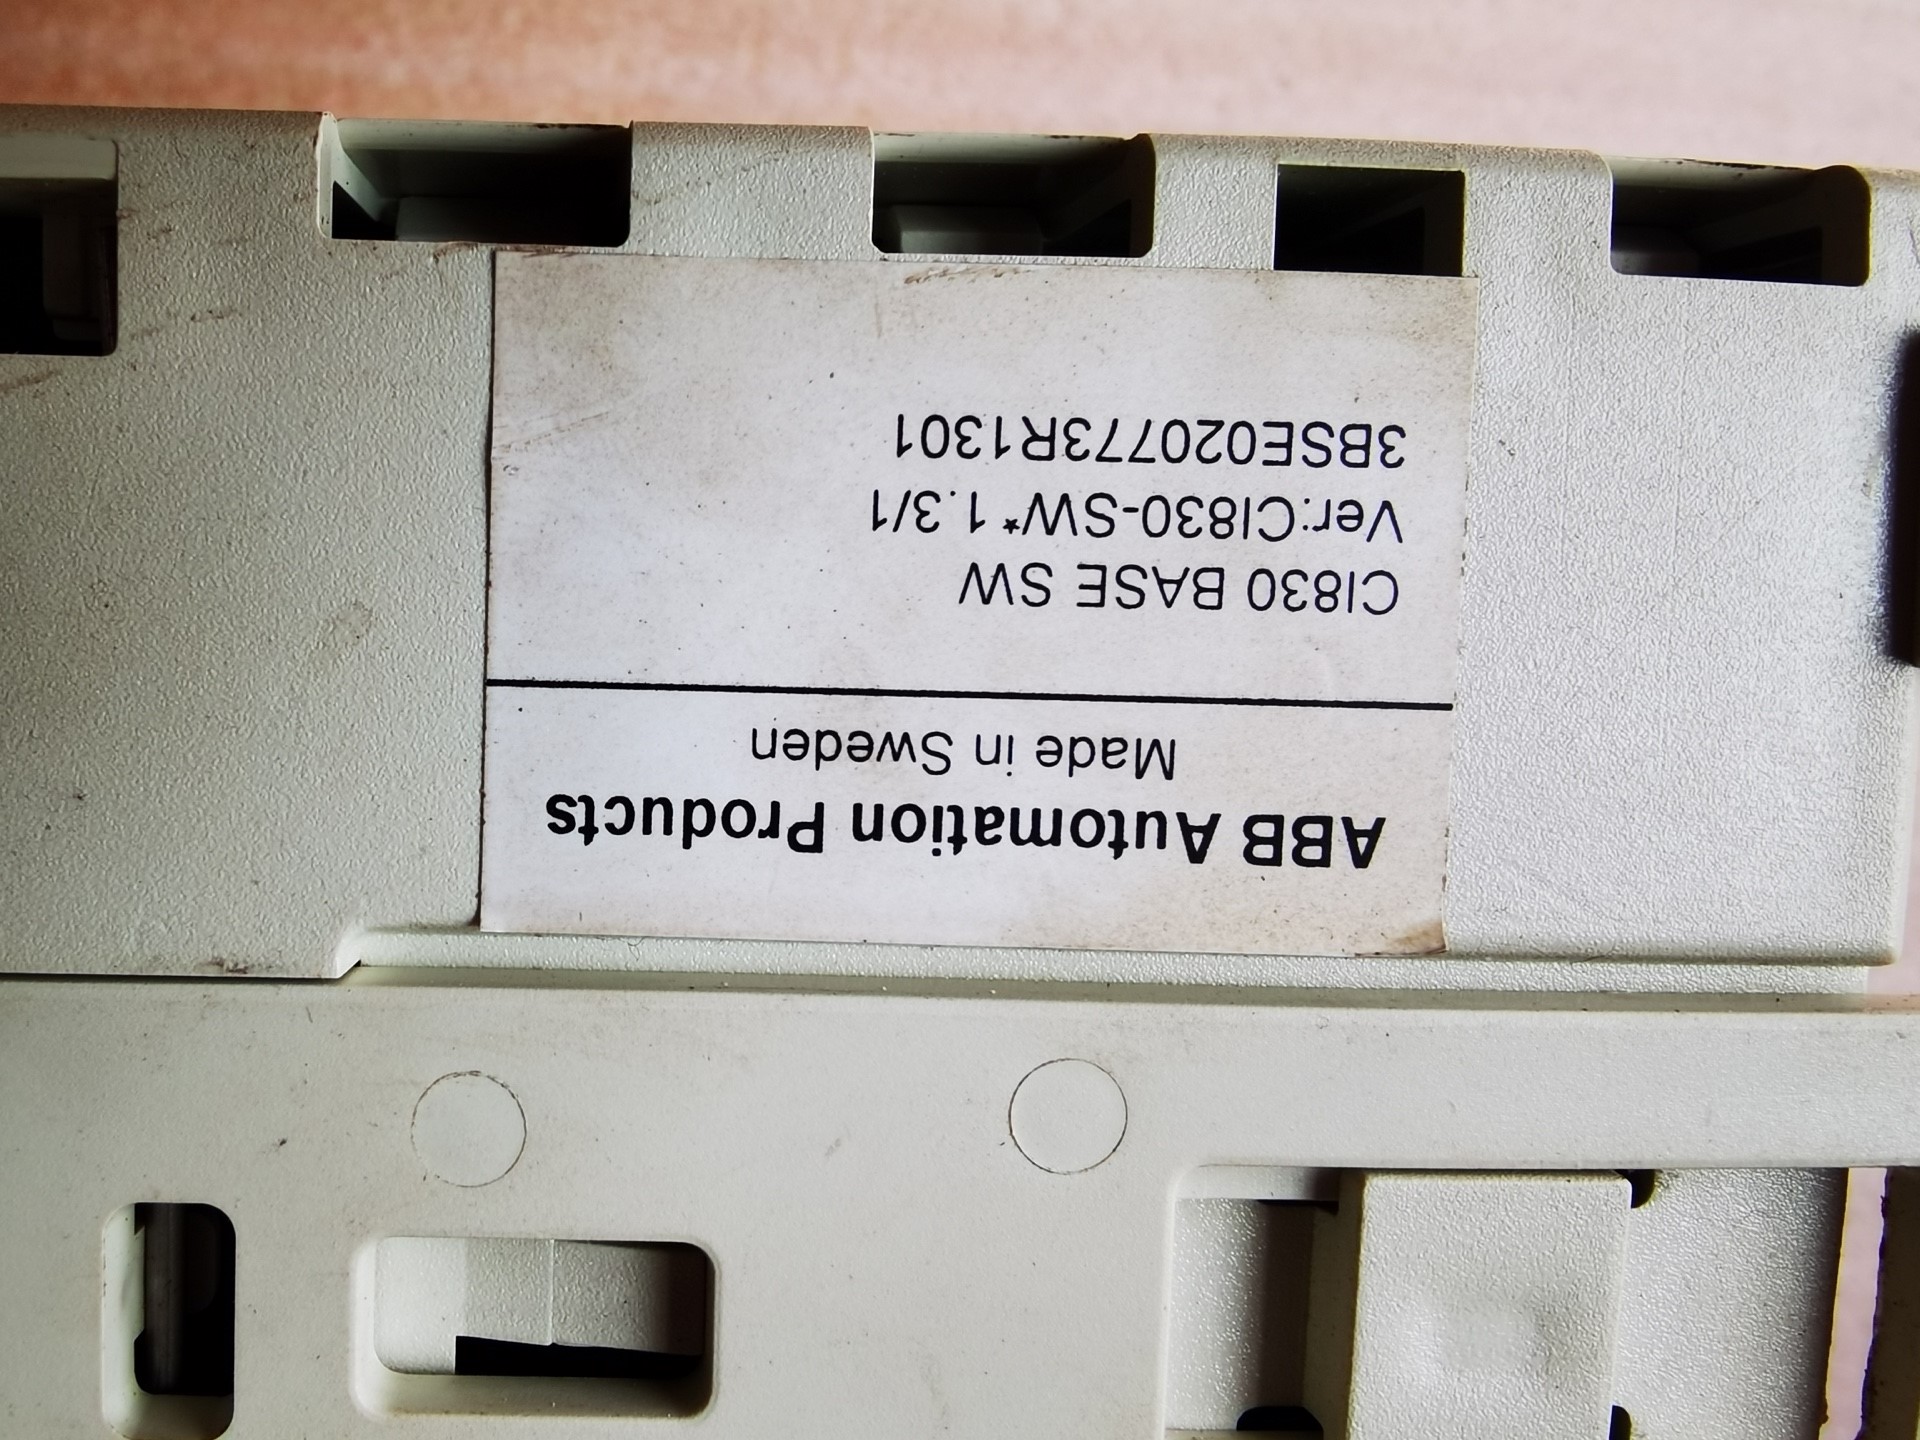 ABB Automation Products
Made in Sweden
CI830 BASE SW
Ver:CI830-SW*1.3/1
3BSE020773R1301